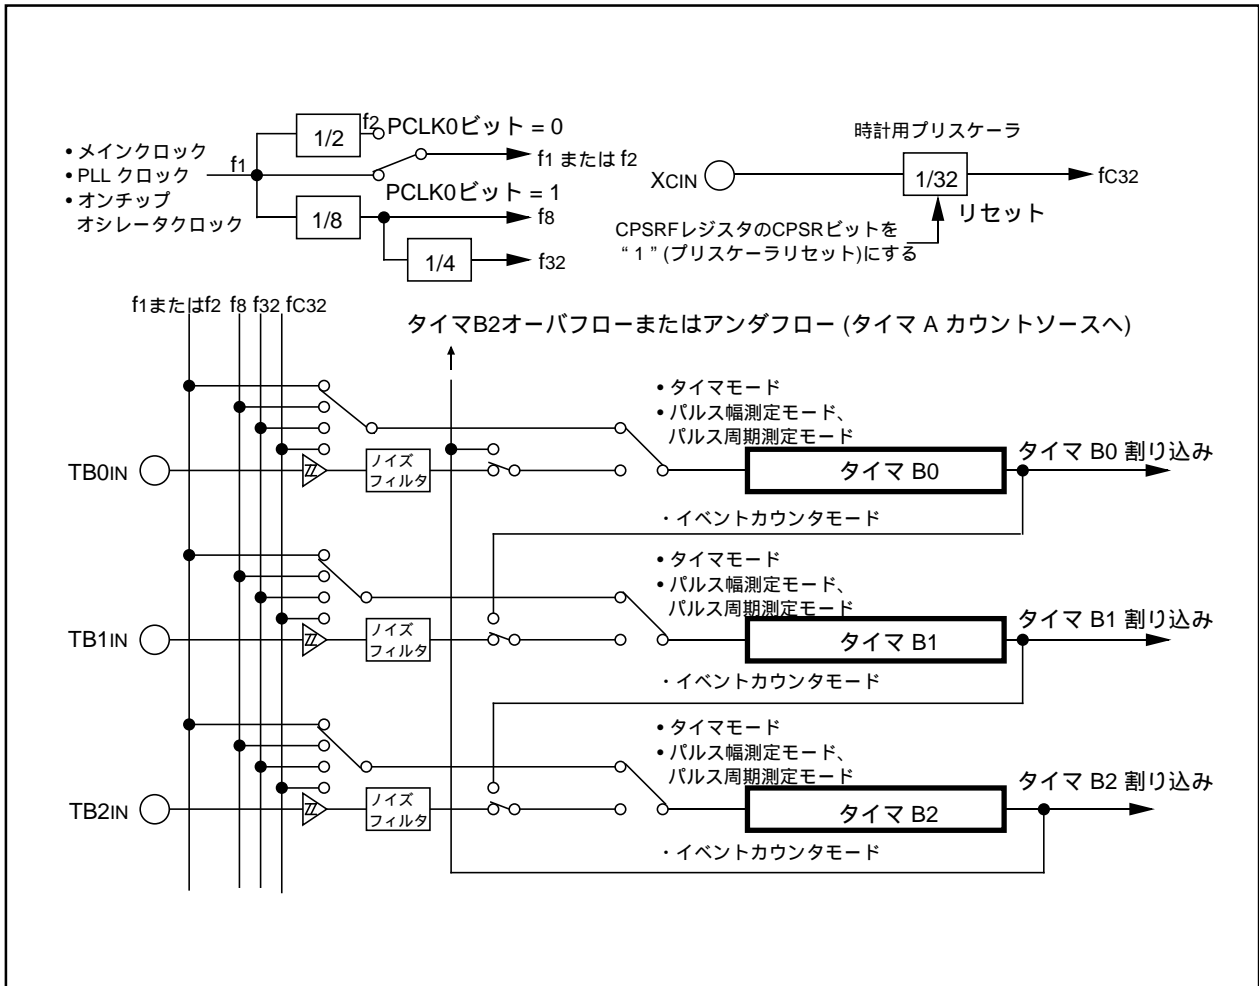 • メインクロック
• PLL クロック
• オンチップ
オシレータクロック
f1
1/2
f2
PCLK0ビット = 0
f1 または f2
PCLK0ビット = 1
1/8
f8
1/4
f32
時計用プリスケーラ
XCIN
1/32
fC32
リセット
CPSRFレジスタのCPSRビットを
“ 1 ” (プリスケーラリセット)にする
f1またはf2 f8 f32 fC32
タイマB2オーバフローまたはアンダフロー (タイマ A カウントソースへ)
• タイマモード
• パルス幅測定モード、
パルス周期測定モード
TB0IN
ノイズ
フィルタ
タイマ B0
タイマ B0 割り込み
・イベントカウンタモード
• タイマモード
• パルス幅測定モード、
パルス周期測定モード
TB1IN
ノイズ
フィルタ
タイマ B1
タイマ B1 割り込み
・イベントカウンタモード
• タイマモード
• パルス幅測定モード、
パルス周期測定モード
TB2IN
ノイズ
フィルタ
タイマ B2
タイマ B2 割り込み
・イベントカウンタモード